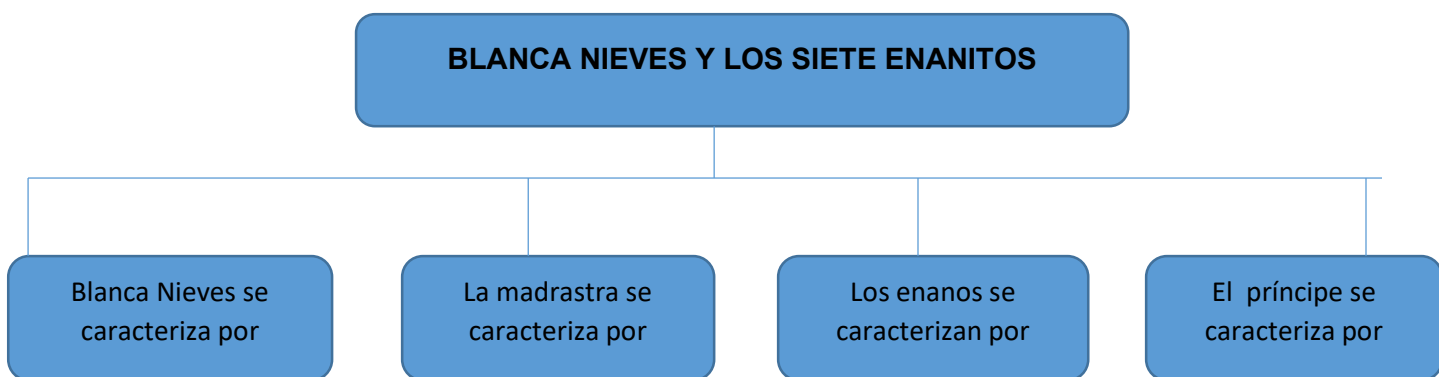 BLANCA NIEVES Y LOS SIETE ENANITOS
Blanca Nieves se
caracteriza por
La madrastra se
caracteriza por
Los enanos se
caracterizan por
El príncipe se
caracteriza por